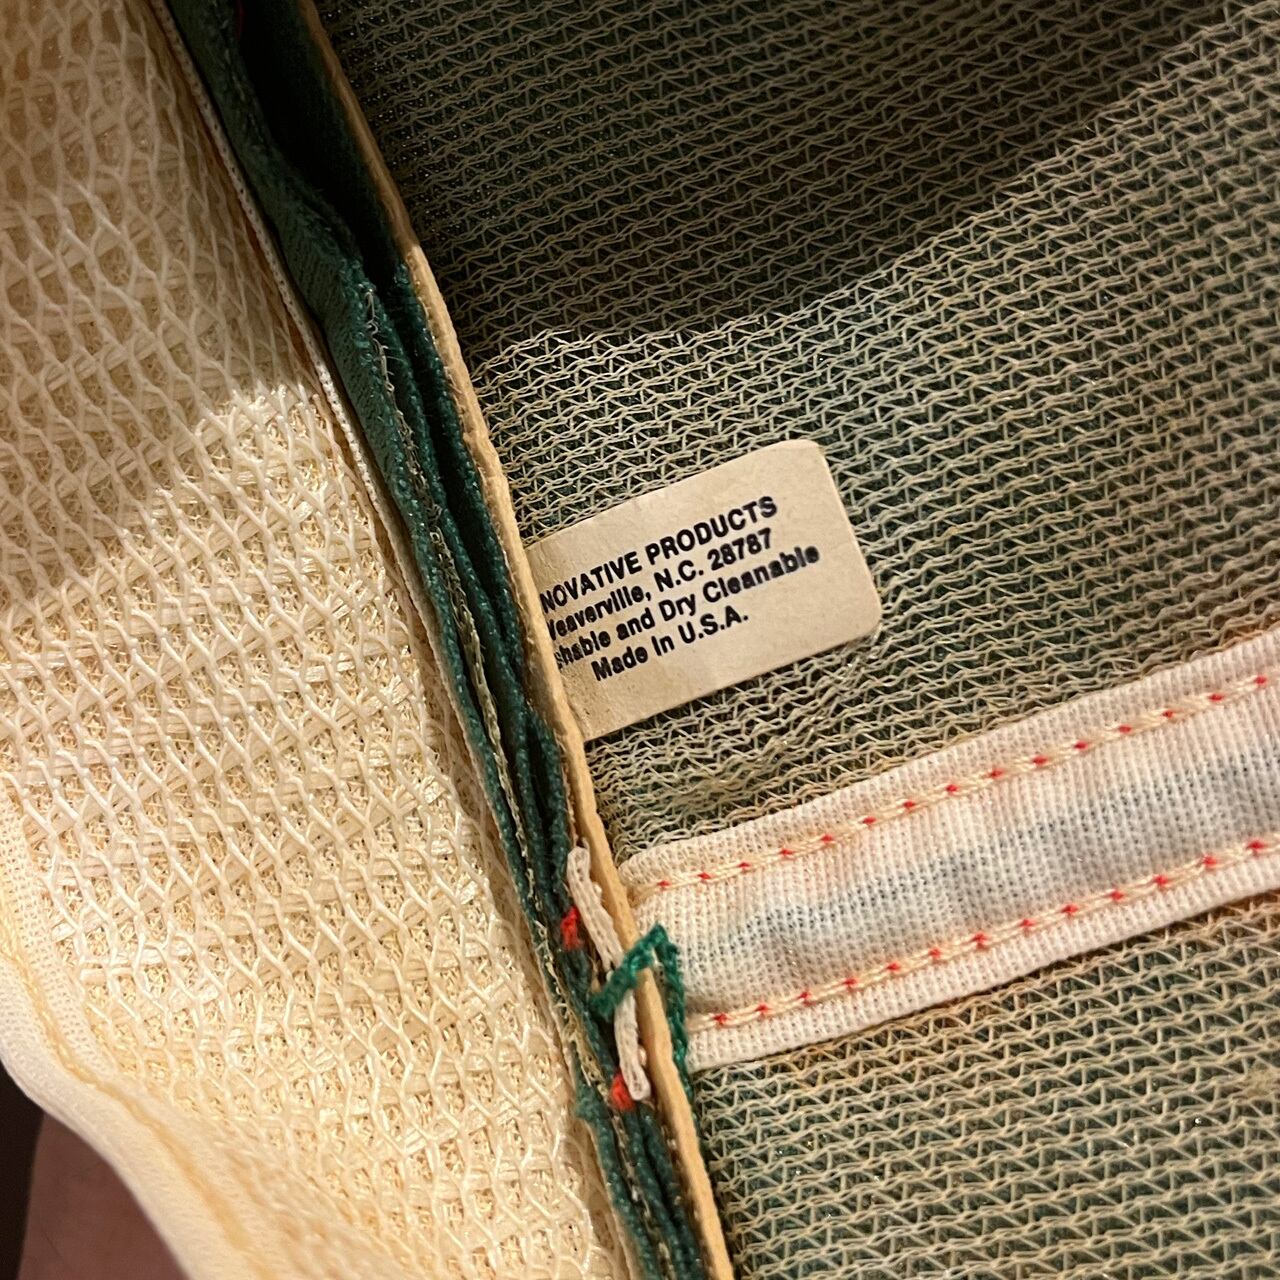 NOVATIVE PRODUCTS
Weaverville, N.C. 28787
shable and Dry Cleanable
Made In U.S.A.